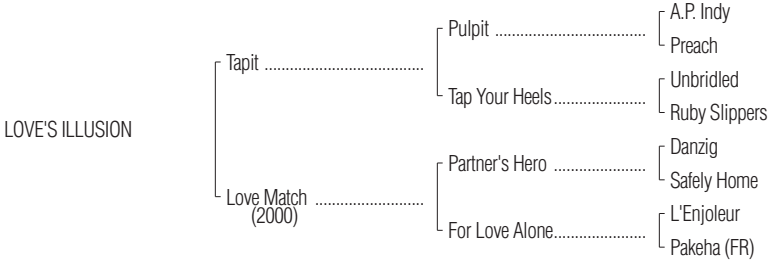 A.P. Indy
Pulpit ....................................
Preach
Tapit ......................................
Unbridled
Tap Your Heels......................
Ruby Slippers
LOVE'S ILLUSION
Danzig
Partner's Hero ......................
Safely Home
Love Match ..........................
(2000)
L'Enjoleur
For Love Alone......................
Pakeha (FR)